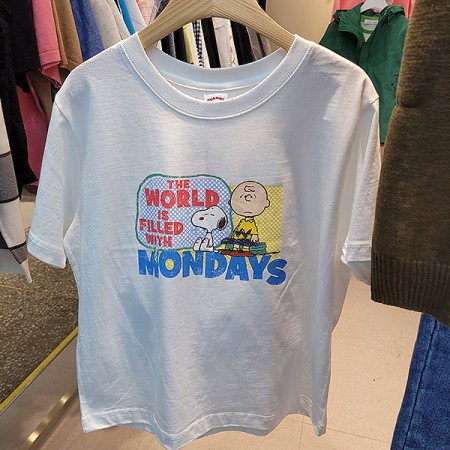 THE
WORLD
IS
FILLED
WITH
MONDAYS